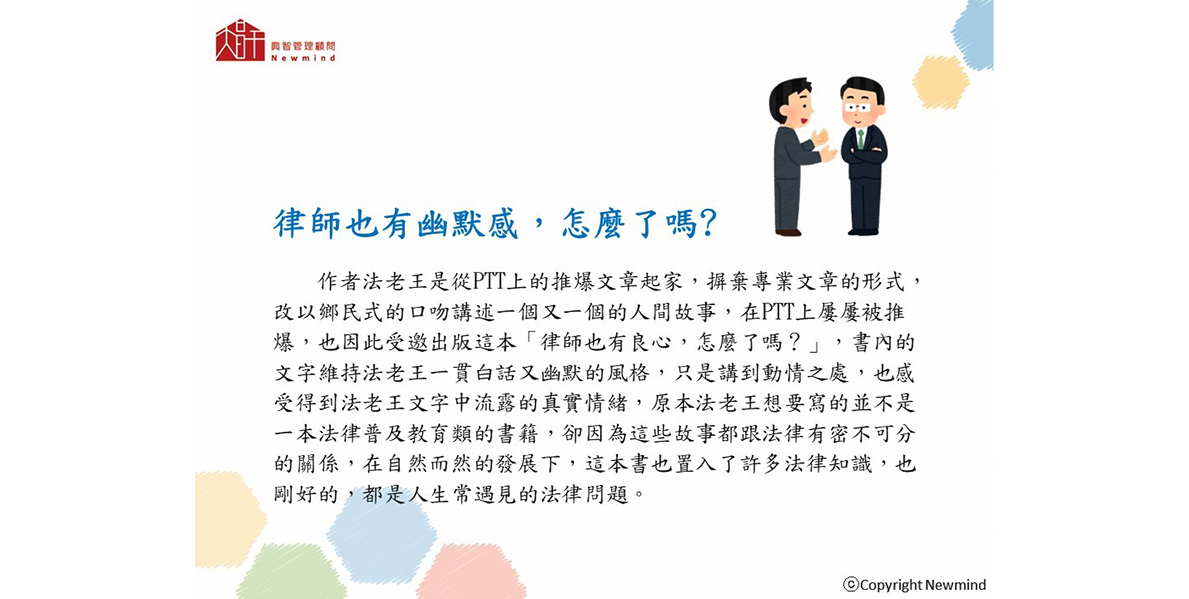 興智管理顧問
Newmind
律師也有幽默感，怎麼了嗎?
作者法老王是從PTT上的推爆文章起家，摒棄專業文章的形式，
改以鄉民式的口吻講述一個又一個的人間故事，在PTT上屢屢被推
爆，也因此受邀出版這本「律師也有良心，怎麼了嗎？」，書內的
文字維持法老王一貫白話又幽默的風格，只是講到動情之處，也感
受得到法老王文字中流露的真實情緒，原本法老王想要寫的並不是
一本法律普及教育類的書籍，卻因為這些故事都跟法律有密不可分
的關係，在自然而然的發展下，這本書也置入了許多法律知識，也
剛好的，都是人生常遇見的法律問題。
ⓒCopyright Newmind